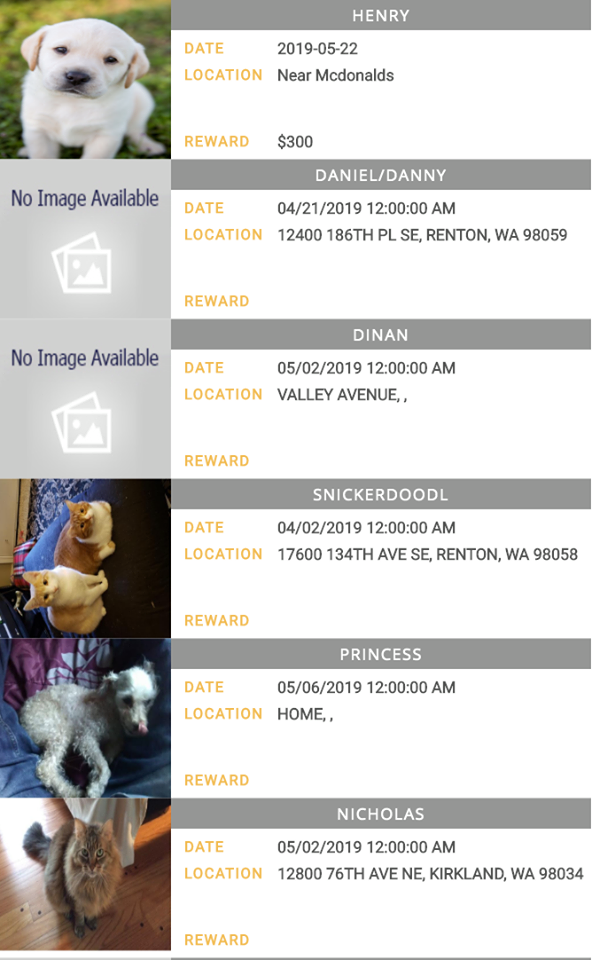 HENRY
DATE 2019-05-22
LOCATION Near Mcdonalds
REWARD $300
No Image Available
DANIEL/DANNY
DATE 04/21/2019 12:00:00 AM
LOCATION 12400 186TH PL SE, RENTON, WA 98059
REWARD
No Image Available
DINAN
DATE 05/02/2019 12:00:00 AM
LOCATION VALLEY AVENUE, ,
REWARD
SNICKERDOODL
DATE 04/02/2019 12:00:00 AM
LOCATION 17600 134TH AVE SE, RENTON, WA 98058
REWARD
PRINCESS
DATE 05/06/2019 12:00:00 AM
LOCATION HOME, ,
REWARD
NICHOLAS
DATE 05/02/2019 12:00:00 AM
LOCATION 12800 76TH AVE NE, KIRKLAND, WA 98034
REWARD